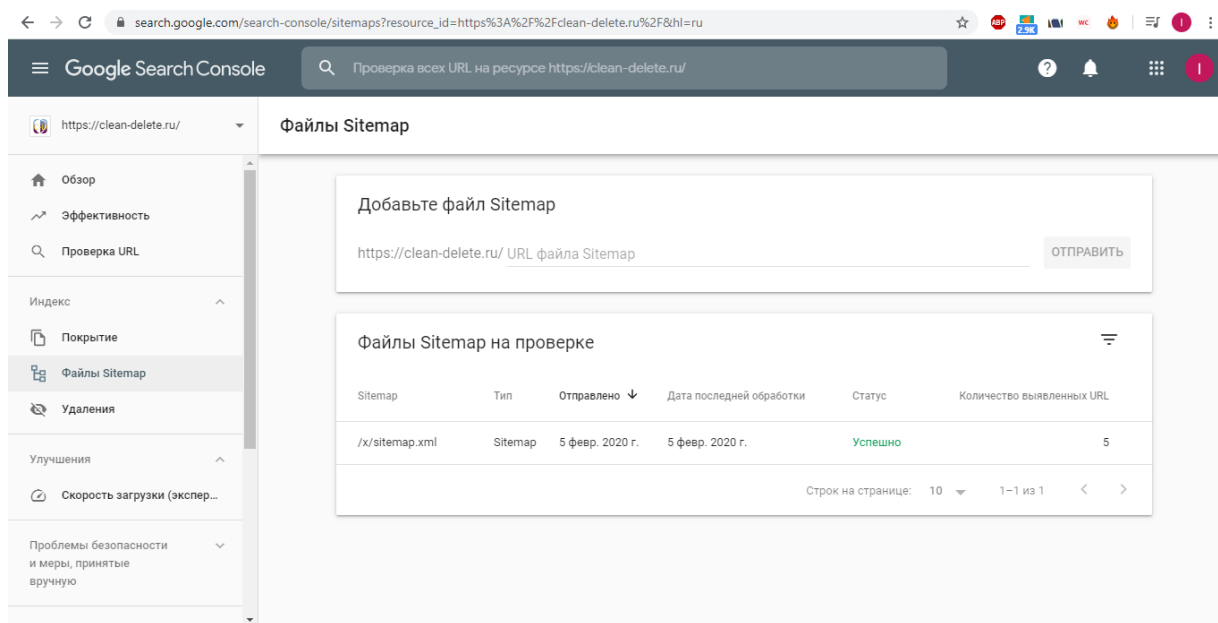 search.google.com/search-console/sitemaps?resource_id=https%3A%2F%2Fclean-delete.ru%2F&hl=ru
ABP
2.9K
WC
I
Google Search Console
Проверка всех URL на ресурсе https://clean-delete.ru/
?
I
https://clean-delete.ru/
Файлы Sitemap
Обзор
Эффективность
Проверка URL
Индекс
Покрытие
Файлы Sitemap
Удаления
Улучшения
Скорость загрузки (экспер...
Проблемы безопасности
и меры, принятые
вручную
Добавьте файл Sitemap
https://clean-delete.ru/ URL файла Sitemap
ОТПРАВИТЬ
Файлы Sitemap на проверке
Sitemap Тип Отправлено Дата последней обработки Статус Количество выявленных URL
/x/sitemap.xml Sitemap 5 февр. 2020 г. 5 февр. 2020 г. Успешно 5
Строк на странице: 10 1–1 из 1